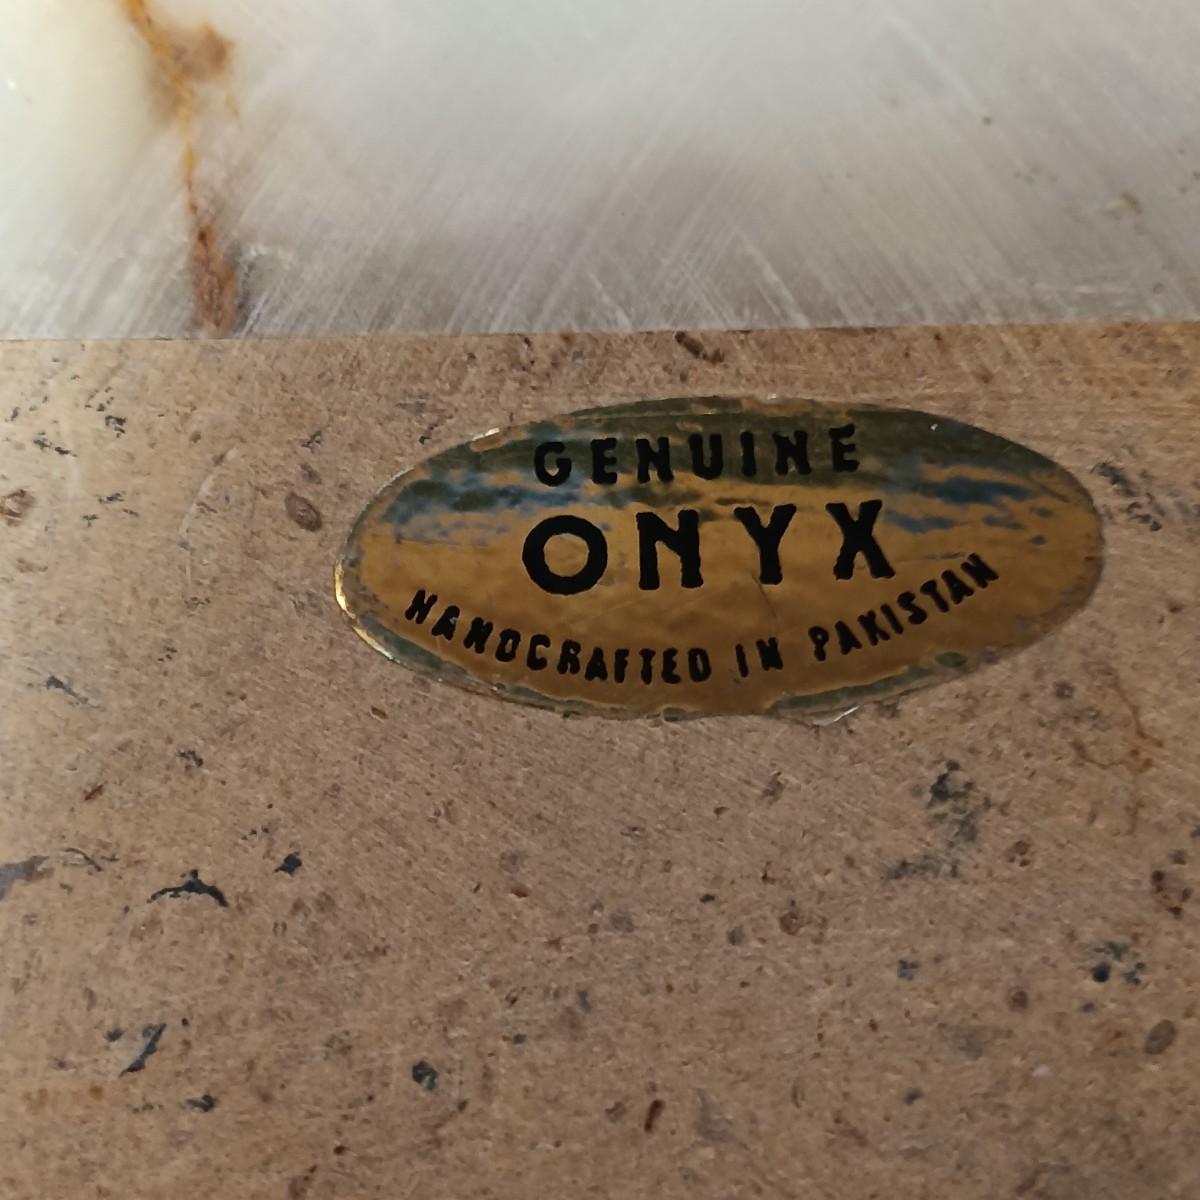 GENUINE
ONYX
HANDCRAFTED IN PAKISTAN